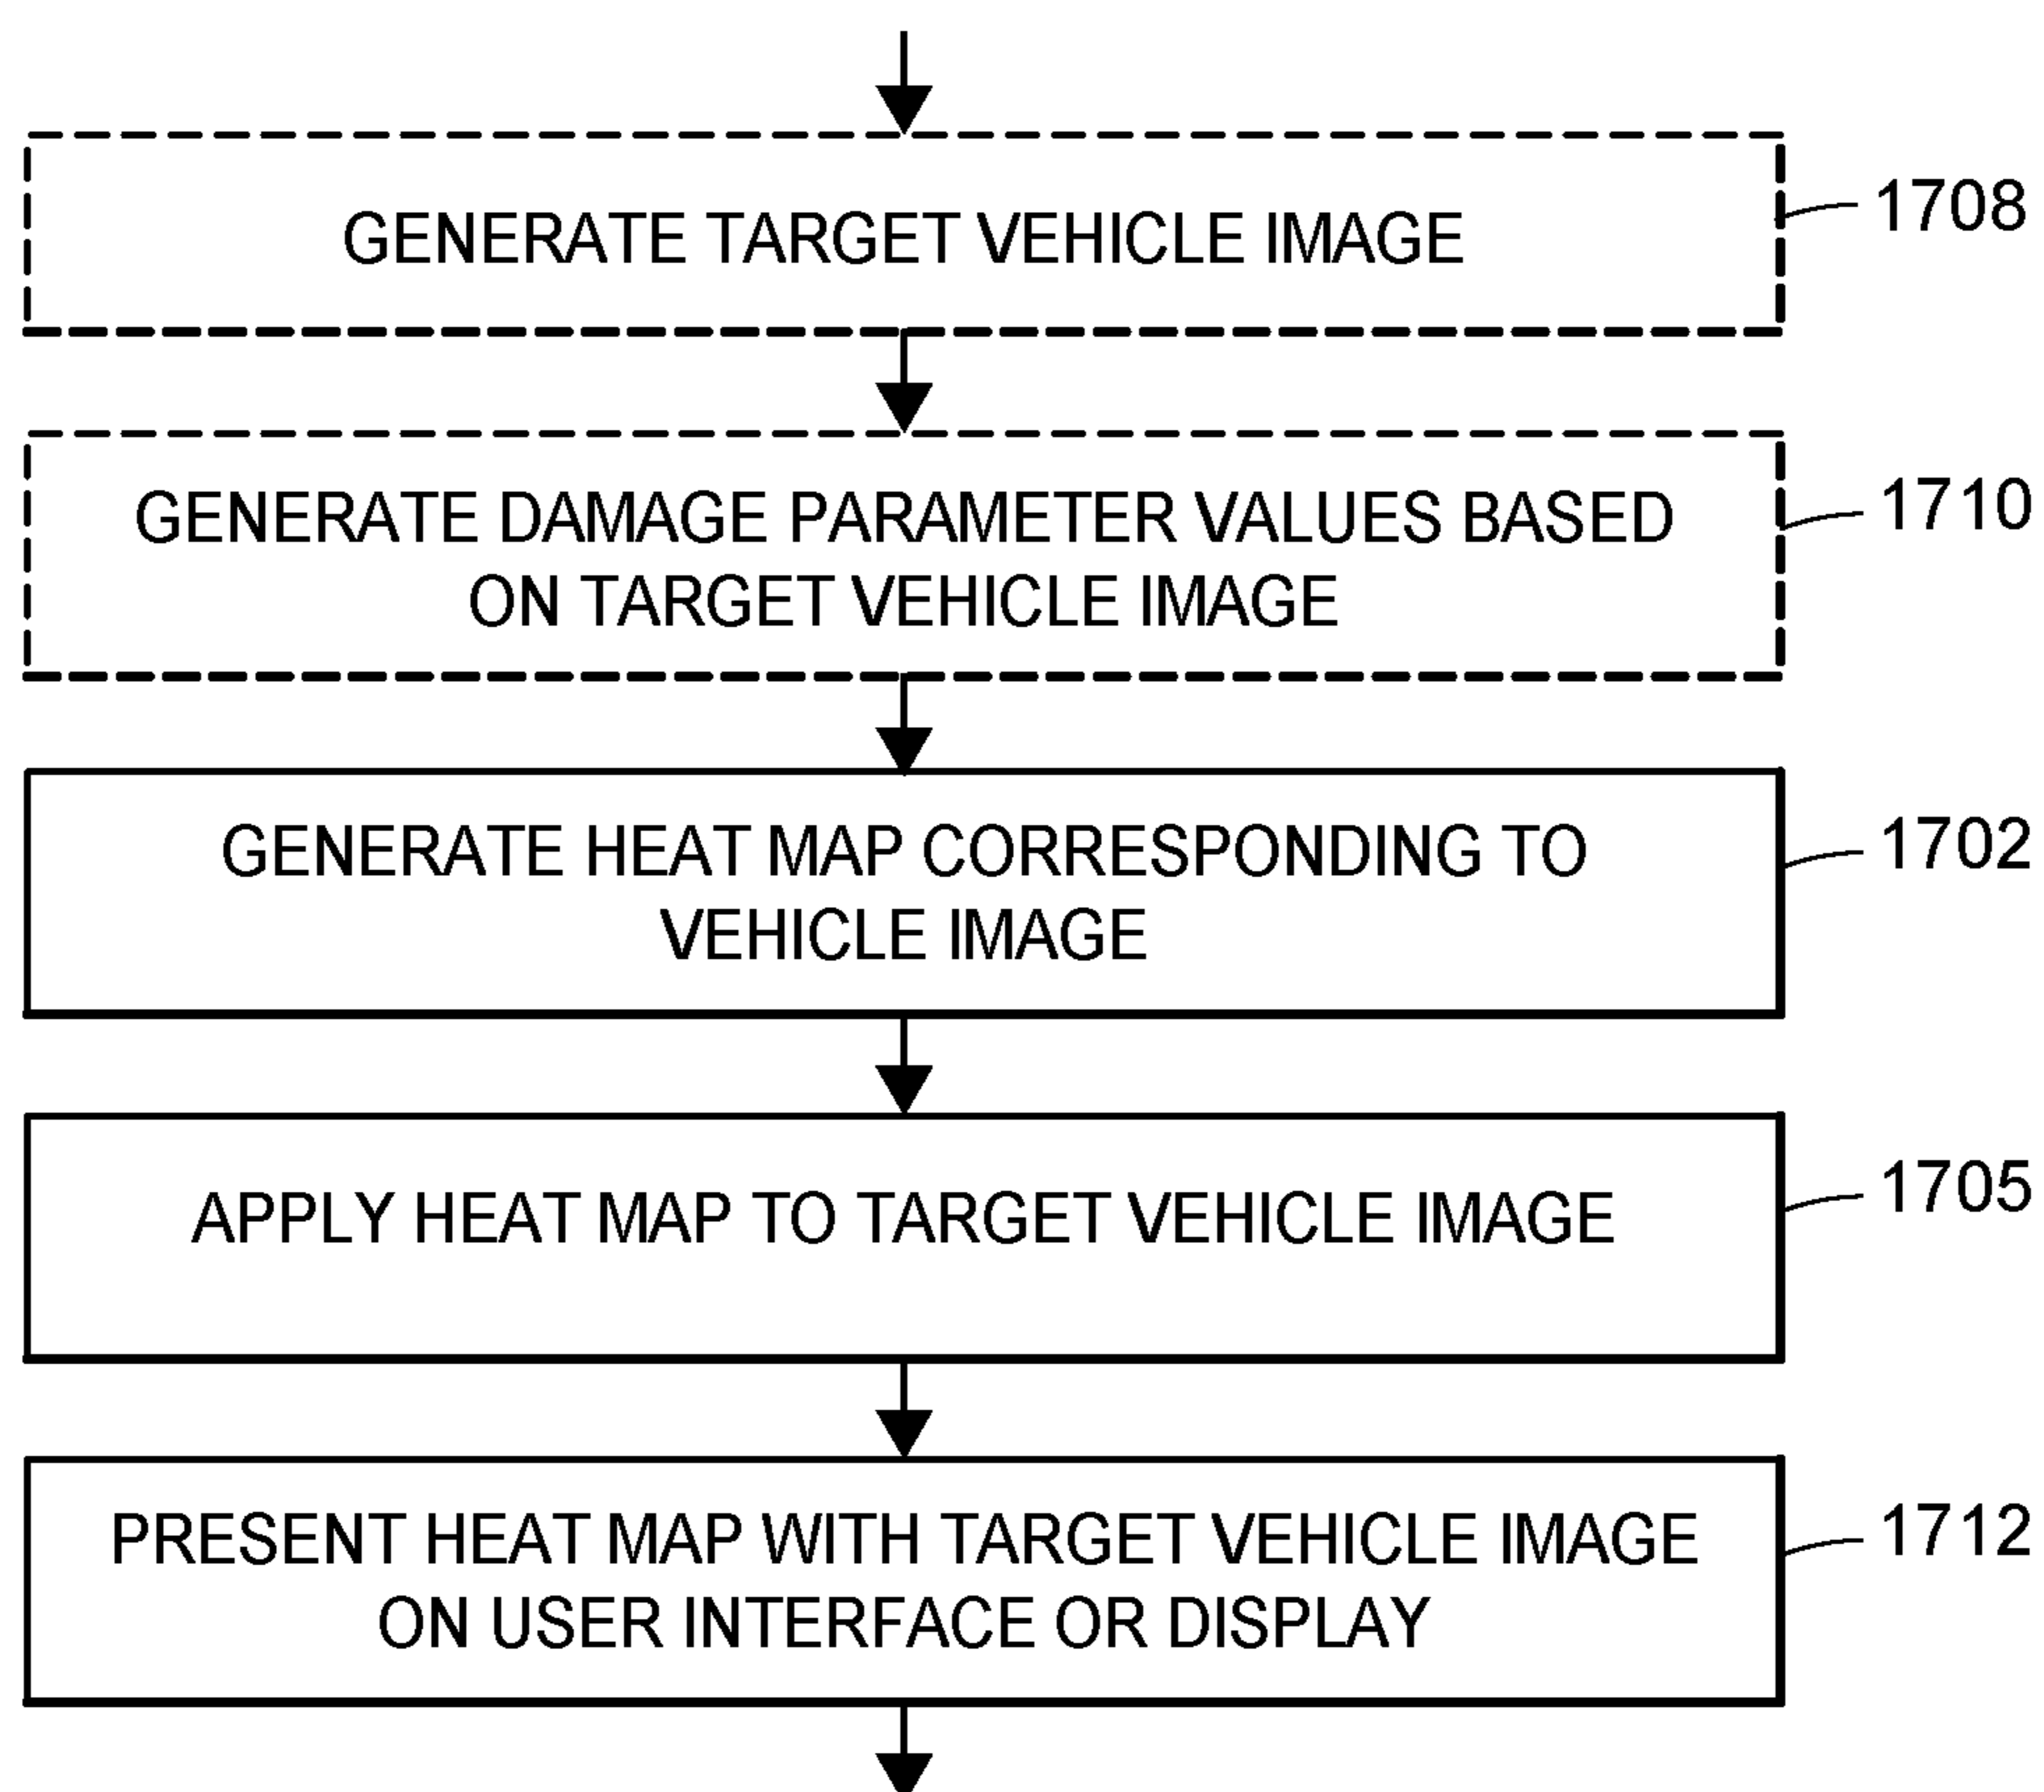 GENERATE TARGET VEHICLE IMAGE
1708
GENERATE DAMAGE PARAMETER VALUES BASED
ON TARGET VEHICLE IMAGE
1710
GENERATE HEAT MAP CORRESPONDING TO
VEHICLE IMAGE
1702
APPLY HEAT MAP TO TARGET VEHICLE IMAGE
1705
PRESENT HEAT MAP WITH TARGET VEHICLE IMAGE
ON USER INTERFACE OR DISPLAY
1712